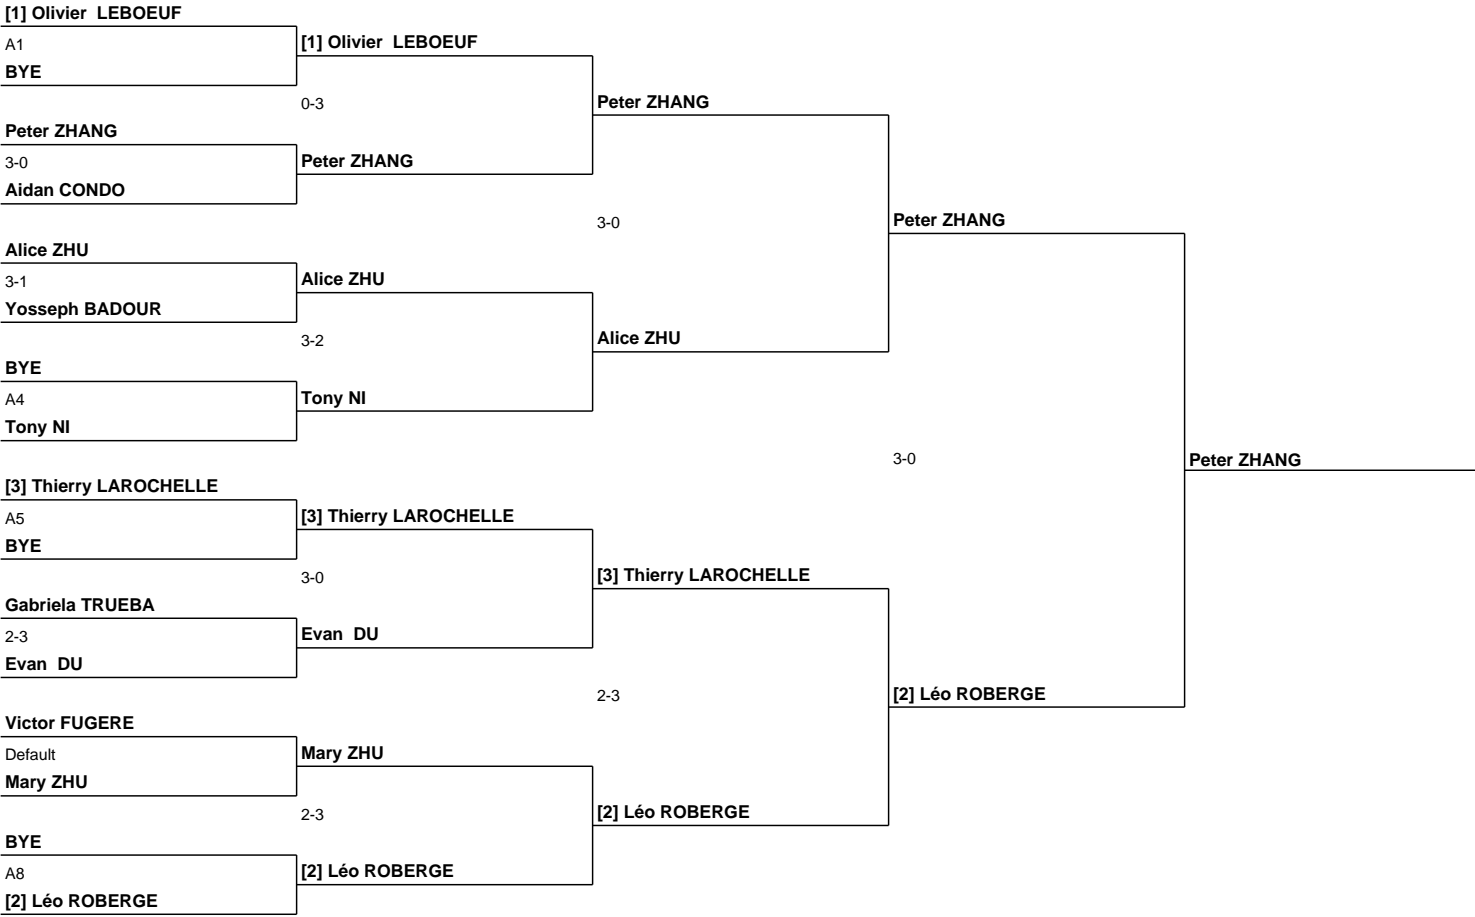 [1] Olivier  LEBOEUF
A1
BYE
Peter ZHANG
3-0
Aidan CONDO
Alice ZHU
3-1
Yosseph BADOUR
BYE
A4
Tony NI
[3] Thierry LAROCHELLE
A5
BYE
Gabriela TRUEBA
2-3
Evan  DU
Victor FUGERE
Default
Mary ZHU
BYE
A8
[2] Léo ROBERGE
[1] Olivier  LEBOEUF
0-3
Peter ZHANG
Alice ZHU
3-2
Tony NI
[3] Thierry LAROCHELLE
3-0
Evan  DU
Mary ZHU
2-3
[2] Léo ROBERGE
Peter ZHANG
3-0
Alice ZHU
[3] Thierry LAROCHELLE
2-3
[2] Léo ROBERGE
Peter ZHANG
3-0
[2] Léo ROBERGE
Peter ZHANG